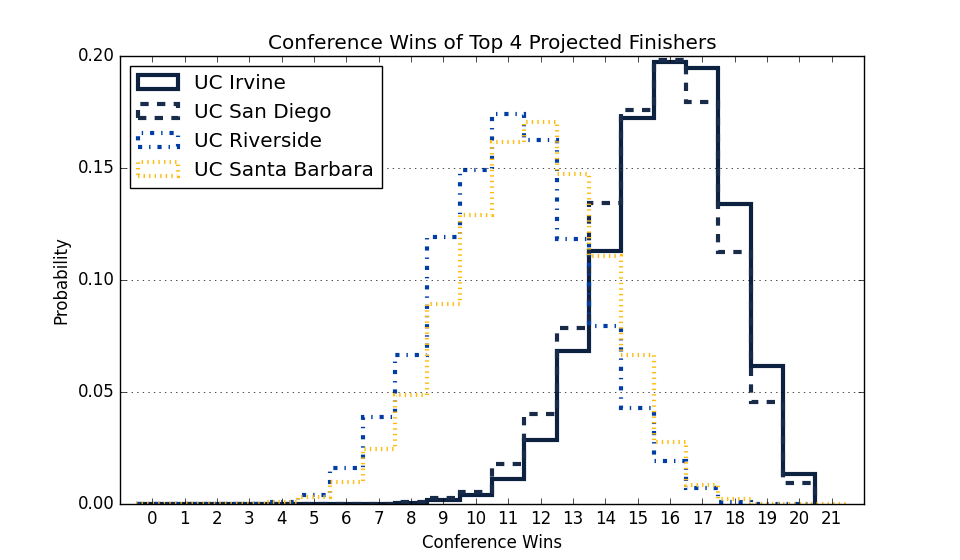 Conference Wins of Top 4 Projected Finishers
0.20
UC Irvine
UC San Diego
UC Riverside
UC Santa Barbara
0.15
0.10
0.05
0.00
Probability
0 1 2 3 4 5 6 7 8 9 10 11 12 13 14 15 16 17 18 19 20 21
Conference Wins